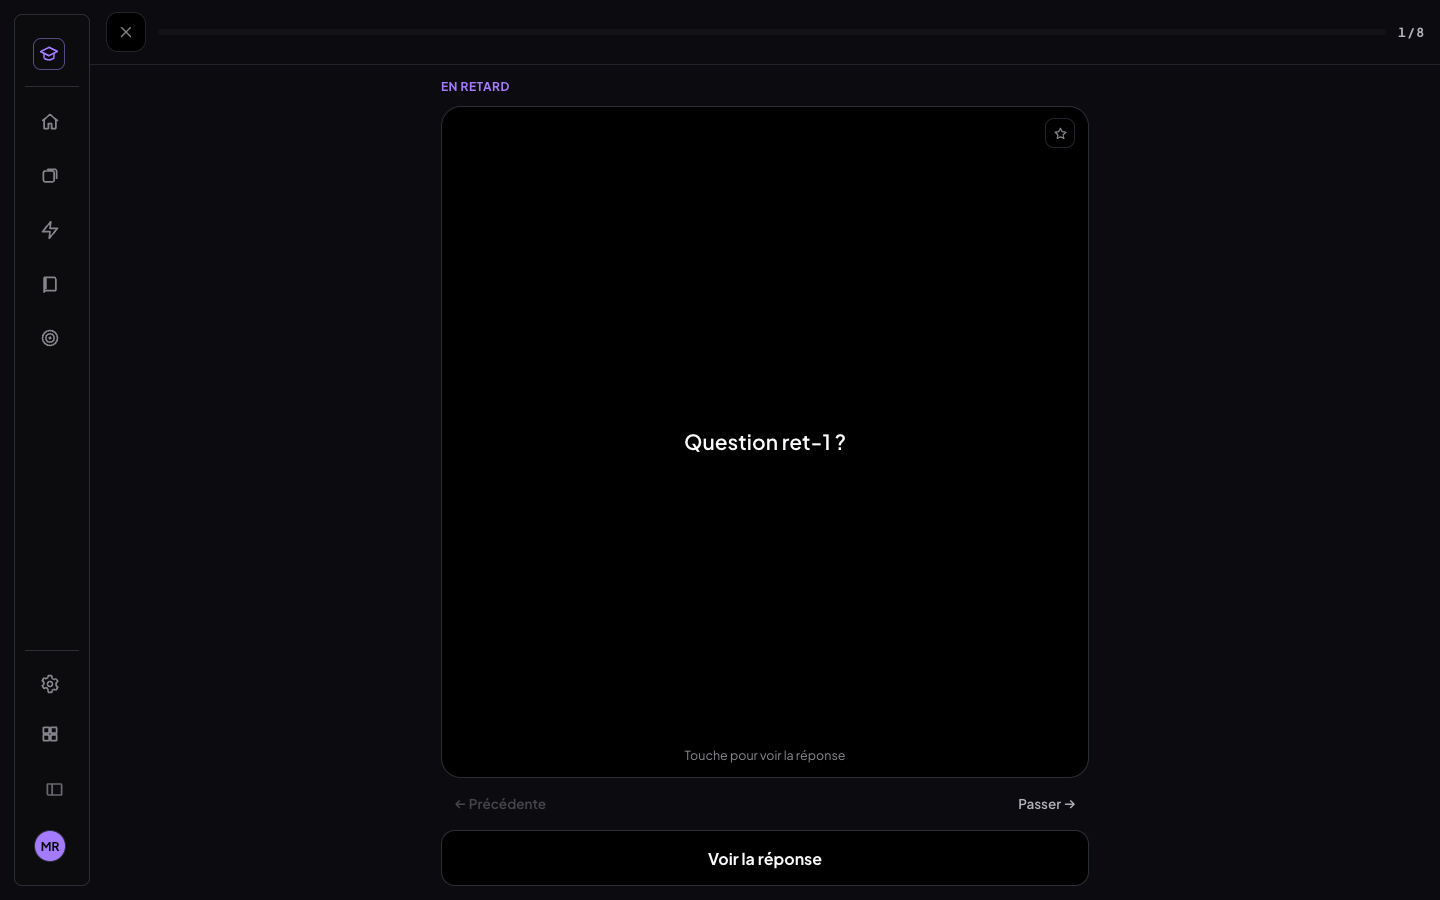 1/8
EN RETARD
Question ret-1 ?
Touche pour voir la réponse
← Précédente
Passer →
Voir la réponse
MR